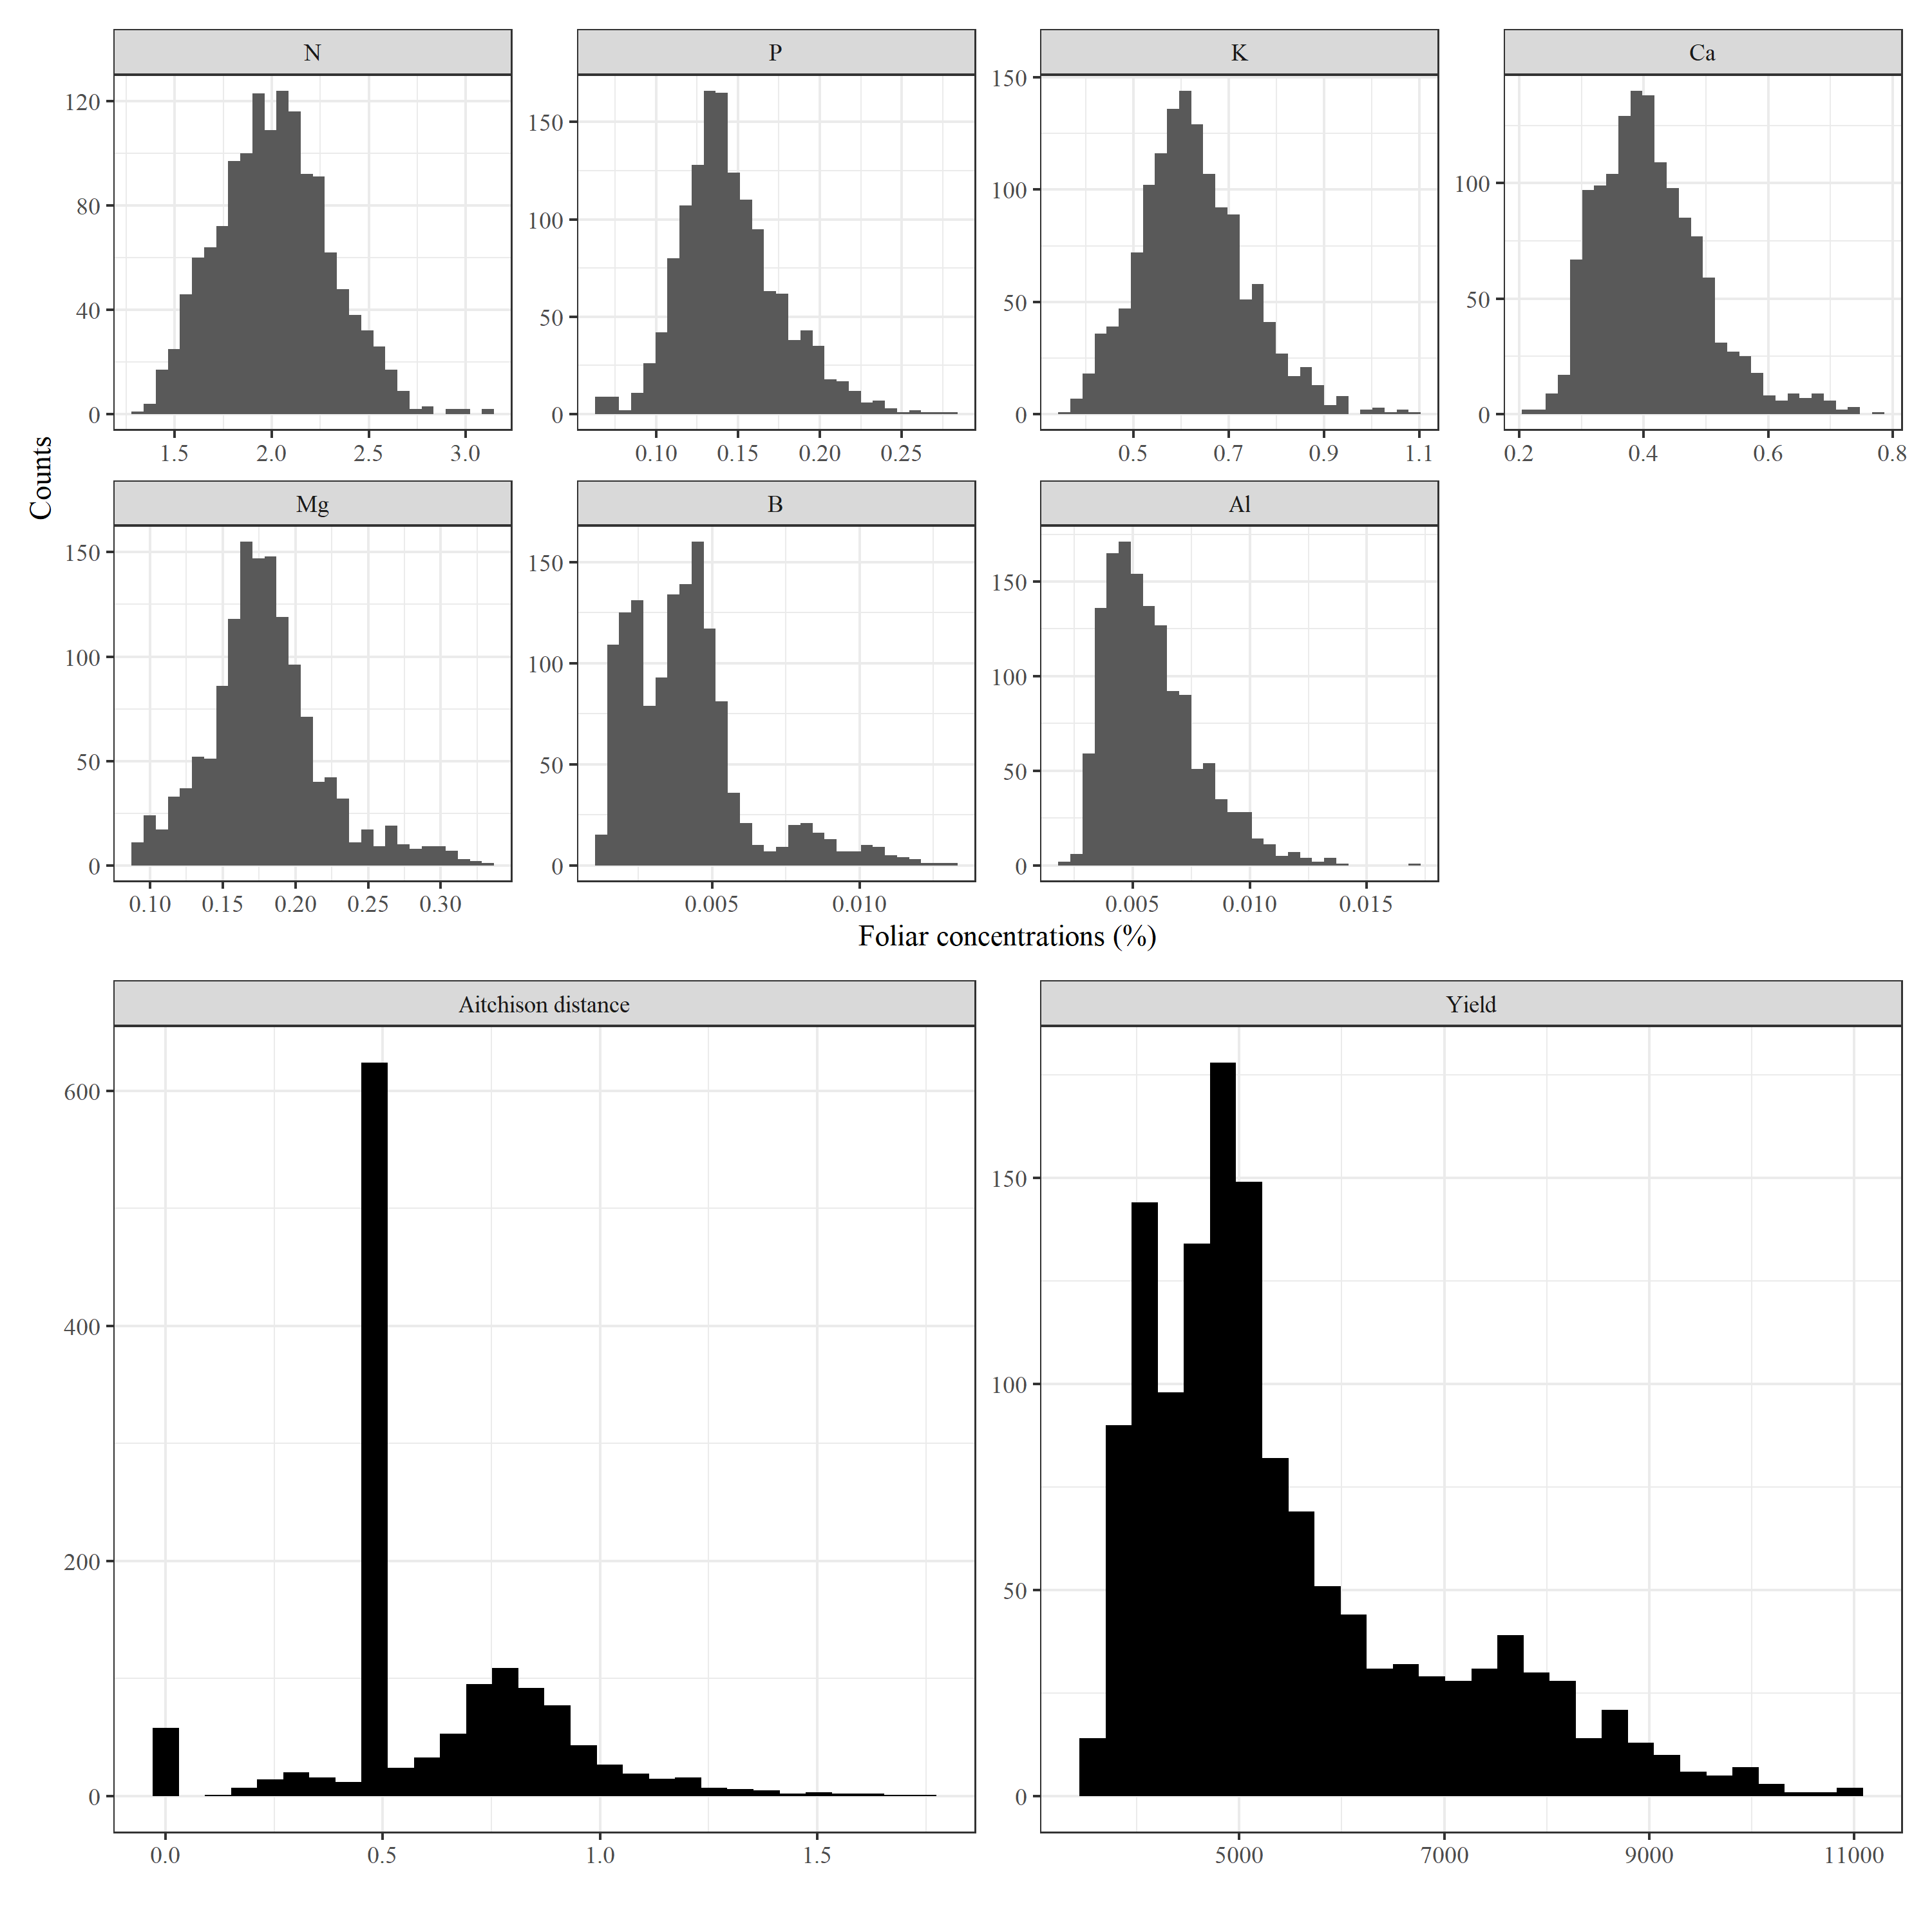 N P K Ca
120
80
40
0
1.5 2.0 2.5 3.0
150
100
50
0
0.10 0.15 0.20 0.25
150
100
50
0
0.5 0.7 0.9 1.1
100
50
0
0.2 0.4 0.6 0.8
Counts
Mg B Al
150
100
50
0
0.10 0.15 0.20 0.25 0.30
150
100
50
0
0.005 0.010
150
100
50
0
0.005 0.010 0.015
Foliar concentrations (%)
Aitchison distance Yield
600
400
200
0
0.0 0.5 1.0 1.5
150
100
50
0
5000 7000 9000 11000